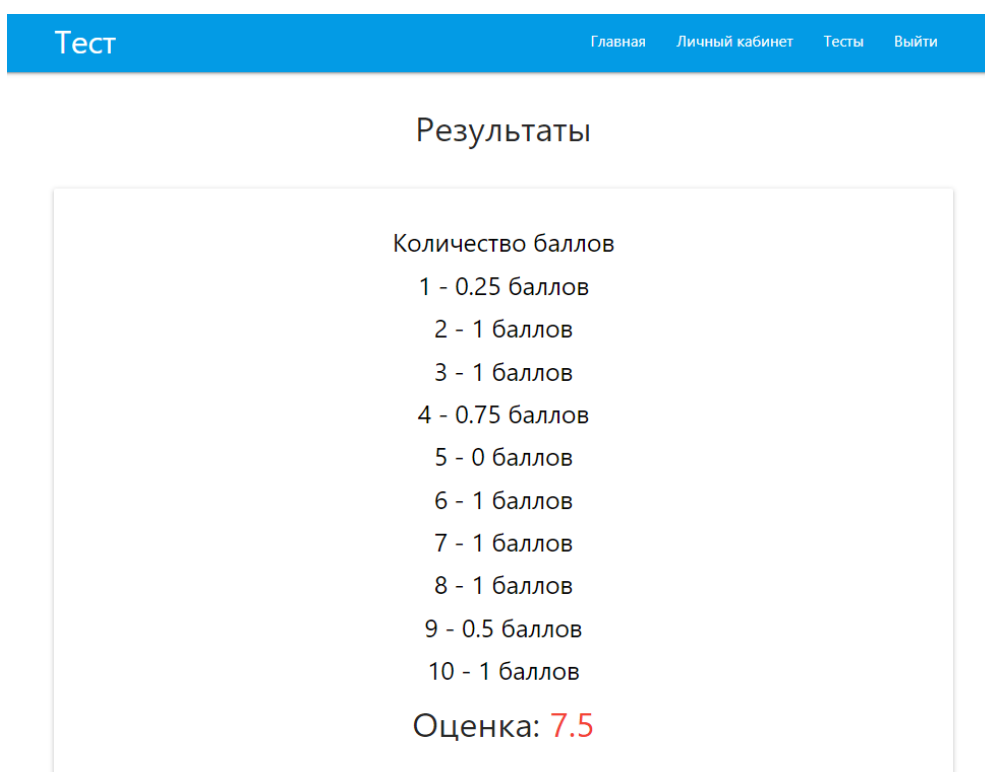 Тест
Главная Личный кабинет Тесты Выйти
Результаты
Количество баллов
1 - 0.25 баллов
2 - 1 баллов
3 - 1 баллов
4 - 0.75 баллов
5 - 0 баллов
6 - 1 баллов
7 - 1 баллов
8 - 1 баллов
9 - 0.5 баллов
10 - 1 баллов
Оценка: 7.5